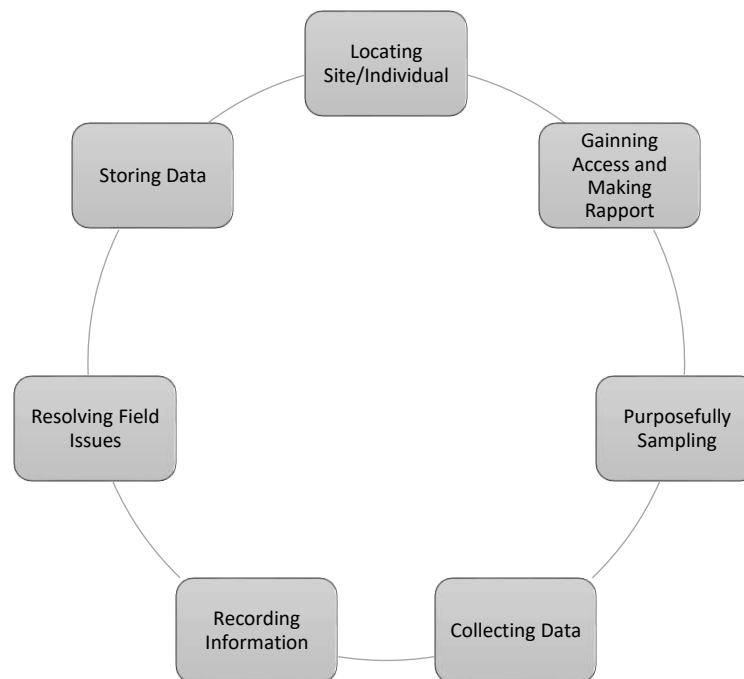 Locating
Site/Individual
Gainning
Access and
Making
Rapport
Purposefully
Sampling
Collecting Data
Recording
Information
Resolving Field
Issues
Storing Data